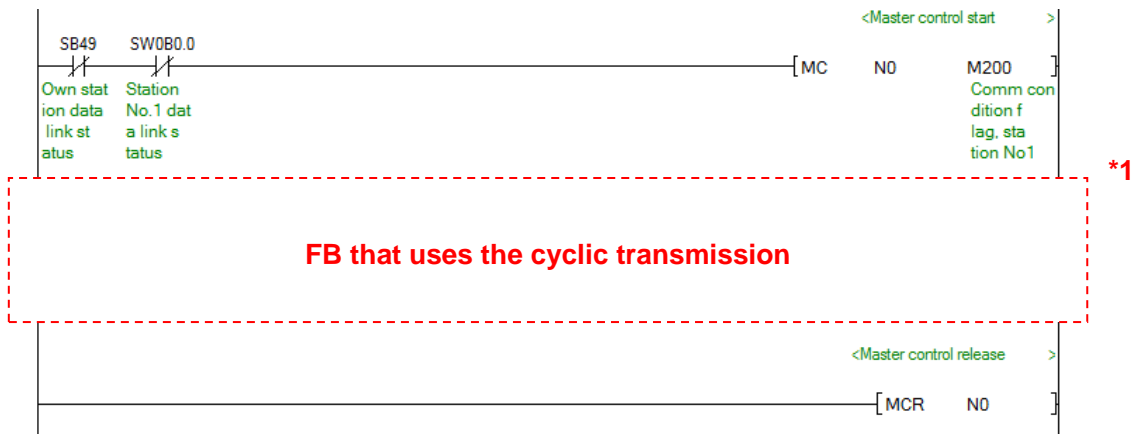 <Master control start >
SB49 SW0B0.0
MC N0 M200
Own stat Station Comm con
ion data No.1 dat dition f
link st a link s lag, sta
atus tatus tion No1
*1
FB that uses the cyclic transmission
<Master control release >
MCR N0